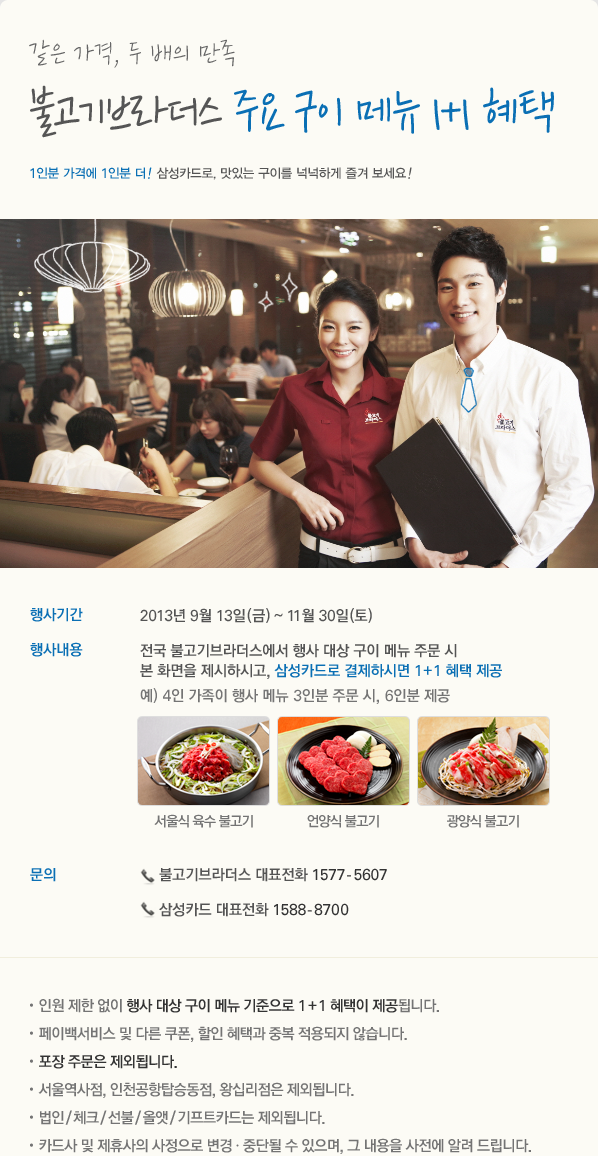 같은 가격, 두 배의 만족
불고기브라더스 주요 구이 메뉴 1+1 혜택
1인분 가격에 1인분 더! 삼성카드로, 맛있는 구이를 넉넉하게 즐겨 보세요!
불고기
브라더스
불고기
브라더스
행사기간 2013년 9월 13일(금) ~ 11월 30일(토)
행사내용 전국 불고기브라더스에서 행사 대상 구이 메뉴 주문 시
본 화면을 제시하시고, 삼성카드로 결제하시면 1+1 혜택 제공
예) 4인 가족이 행사 메뉴 3인분 주문 시, 6인분 제공
서울식 육수 불고기 언양식 불고기 광양식 불고기
문의 불고기브라더스 대표전화 1577-5607
삼성카드 대표전화 1588-8700
• 인원 제한 없이 행사 대상 구이 메뉴 기준으로 1+1 혜택이 제공됩니다.
• 페이백서비스 및 다른 쿠폰, 할인 혜택과 중복 적용되지 않습니다.
• 포장 주문은 제외됩니다.
• 서울역사점, 인천공항탑승동점, 왕십리점은 제외됩니다.
• 법인/체크/선불/올앳/기프트카드는 제외됩니다.
• 카드사 및 제휴사의 사정으로 변경·중단될 수 있으며, 그 내용을 사전에 알려 드립니다.